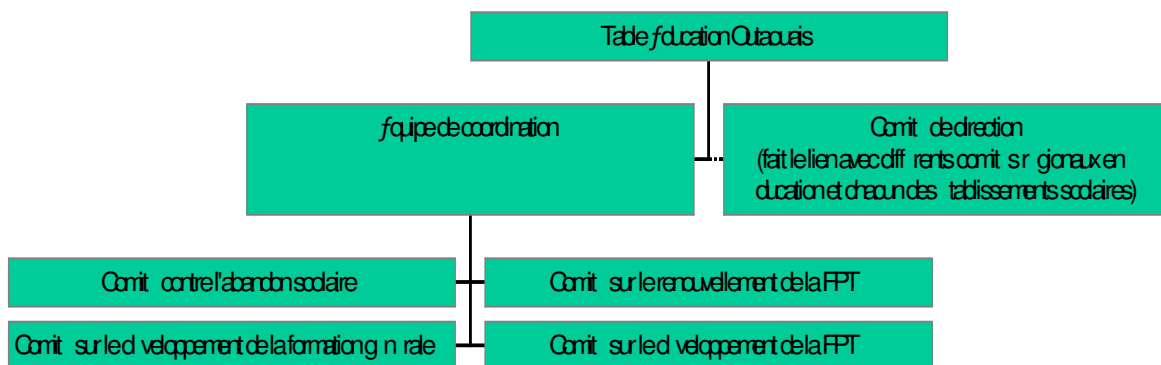 Table ƒducation Outaouais
ƒquipe de coordination
Comit de direction
(fait le lien avec diff rents comit s r gionaux en
ducation et chacun des tablissements scolaires)
Comit contre l'abandon scolaire
Comit sur le renouvellement de la FPT
Comit sur le d veloppement de la formation g n rale
Comit sur le d veloppement de la FPT